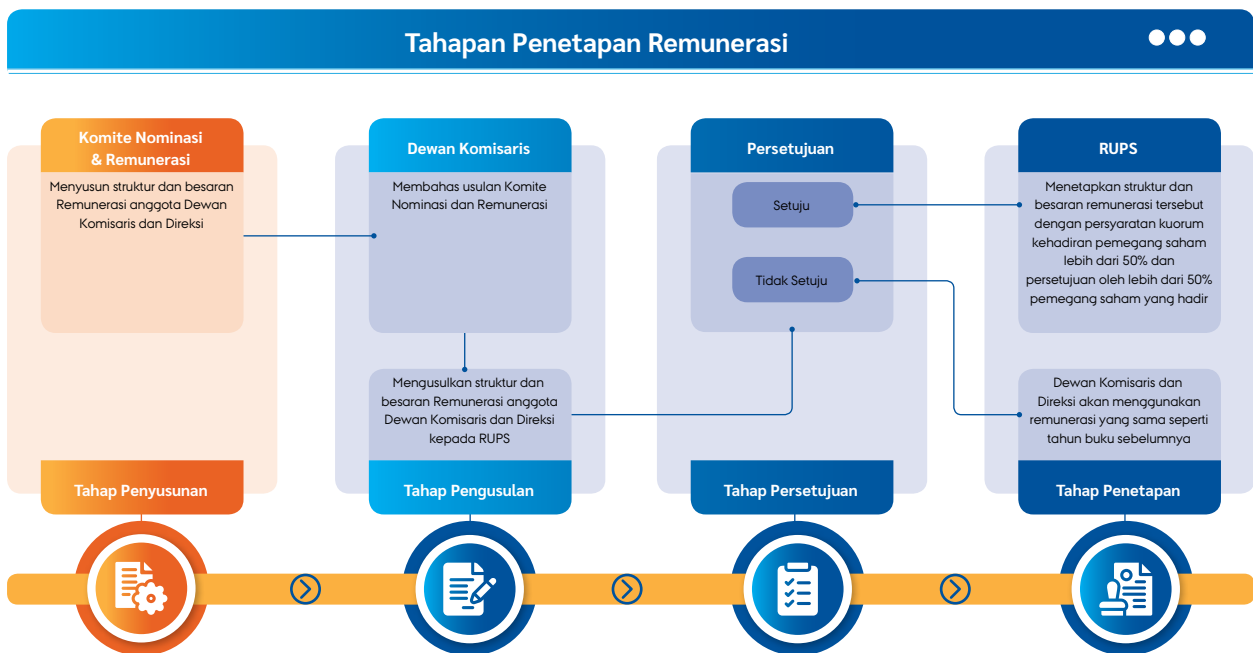 Tahapan Penetapan Remunerasi
Komite Nominasi
& Remunerasi
Menyusun struktur dan besaran
Remunerasi anggota Dewan
Komisaris dan Direksi
Tahap Penyusunan
Dewan Komisaris
Membahas usulan Komite
Nominasi dan Remunerasi
Mengusulkan struktur dan
besaran Remunerasi anggota
Dewan Komisaris dan Direksi
kepada RUPS
Tahap Pengusulan
Persetujuan
Setuju
Tidak Setuju
Tahap Persetujuan
RUPS
Menetapkan struktur dan
besaran remunerasi tersebut
dengan persyaratan kuorum
kehadiran pemegang saham
lebih dari 50% dan
persetujuan oleh lebih dari 50%
pemegang saham yang hadir
Dewan Komisaris dan
Direksi akan menggunakan
remunerasi yang sama seperti
tahun buku sebelumnya
Tahap Penetapan